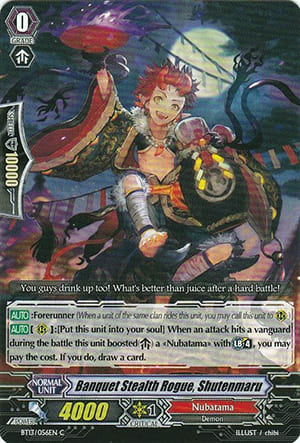 0
GRADE
SHIELD
10000
You guys drink up too! What's better than juice after a hard battle!
AUTO:Forerunner (When a unit of the same clan rides this unit, you may call this unit to
AUTO[ ]:[Put this unit into your soul] When an attack hits a vanguard
during the battle this unit boosted a «Nubatama» with LB4, you may
pay the cost. If you do, draw a card.
NORMAL
UNIT
Banquet Stealth Rogue, Shutenmaru
POWER
4000
1
CRITICAL
Nubatama
Demon
BT13/056EN C
ILLUST / chibi